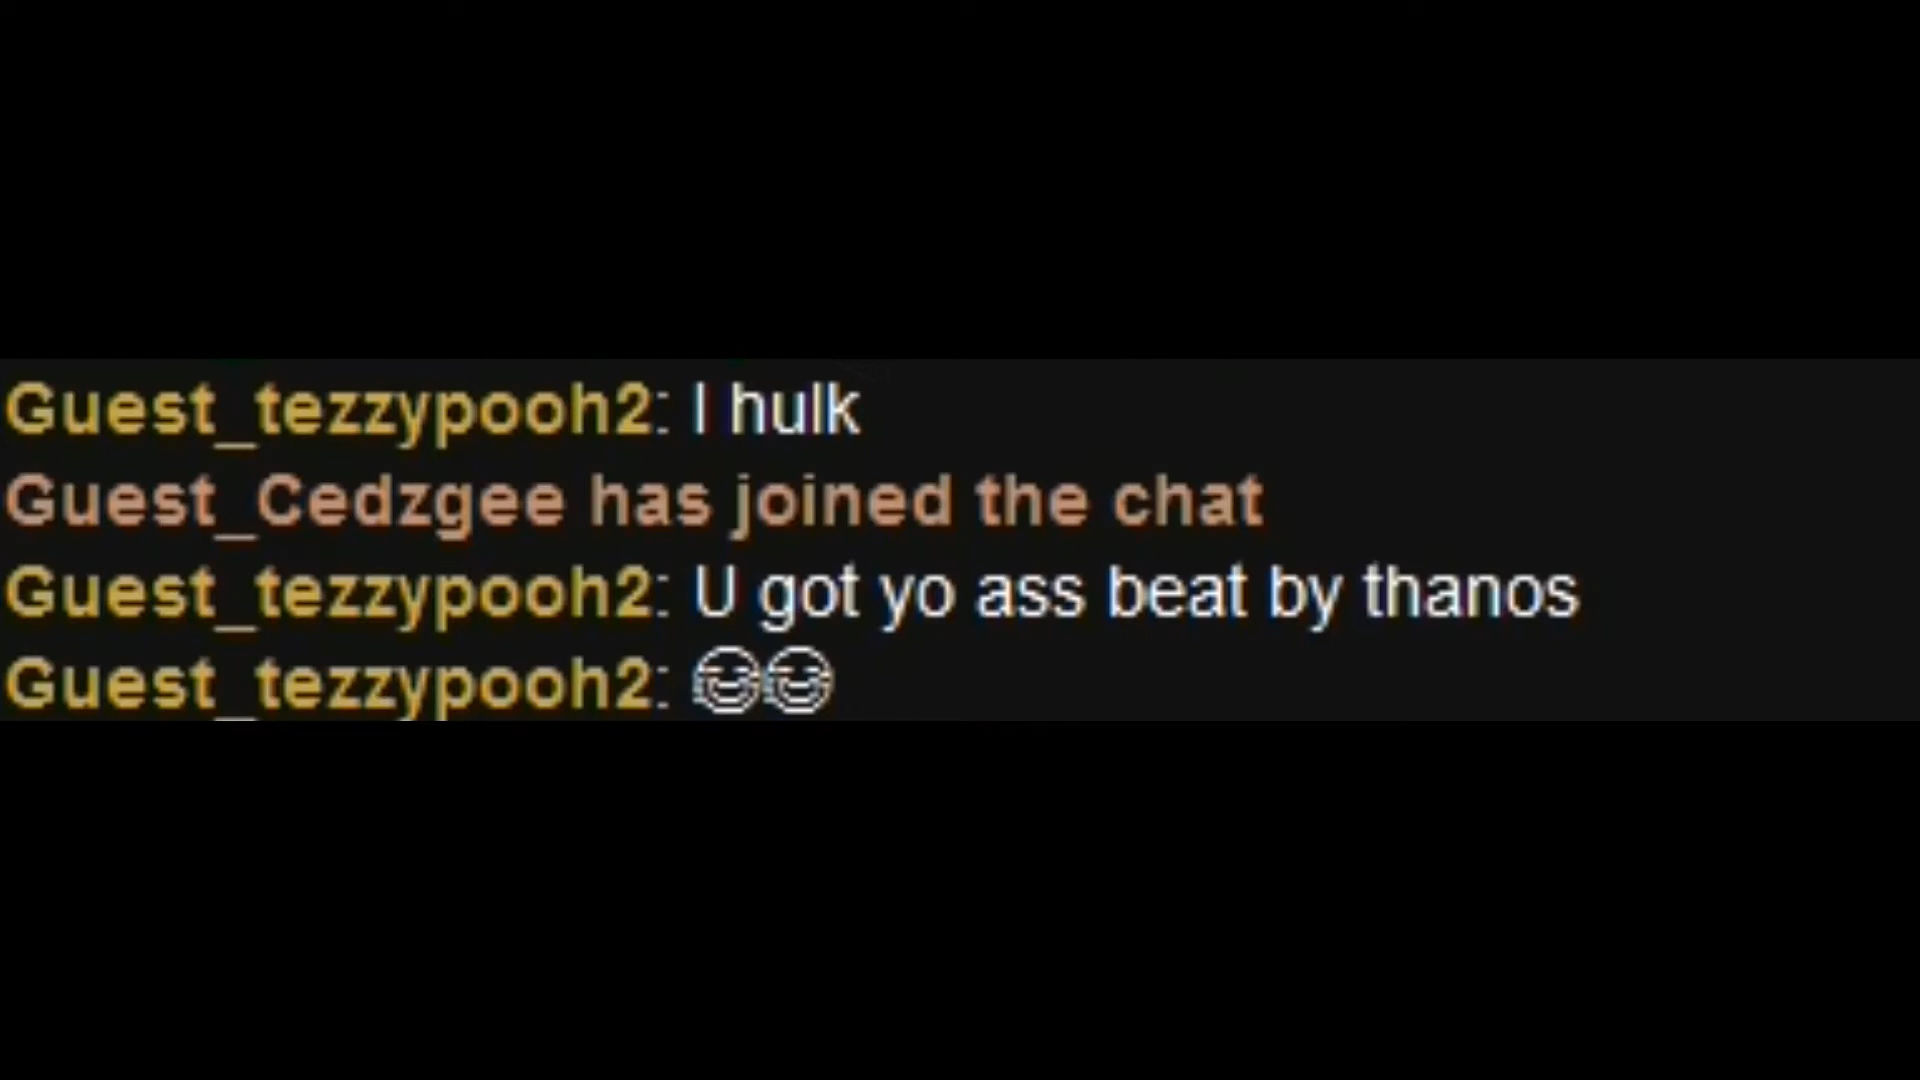 Guest_tezzypooh2: I hulk
Guest_Cedzgee has joined the chat
Guest_tezzypooh2: U got yo ass beat by thanos
Guest_tezzypooh2: 😂😂